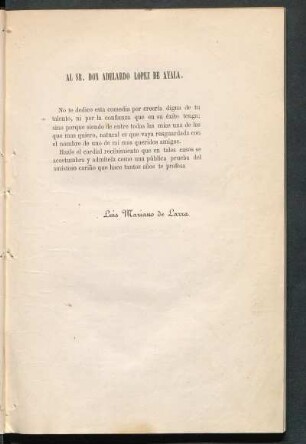 AL SR. DON ADELARDO LOPEZ DE AYALA.
No te dedico esta comedia por creerla digna de tu
talento, ni por la confianza que en su éxito tenga:
sino porque siendo de entre todas las mias una de las
que mas quiero, natural es que vaya resguardada con
el nombre de uno de mi mas queridos amigos.
Hazle el cordial recibimiento que en tales casos se
acostumbra y admítela como una pública prueba del
cariño que hace tantos años te profesa
Luis Mariano de Larra